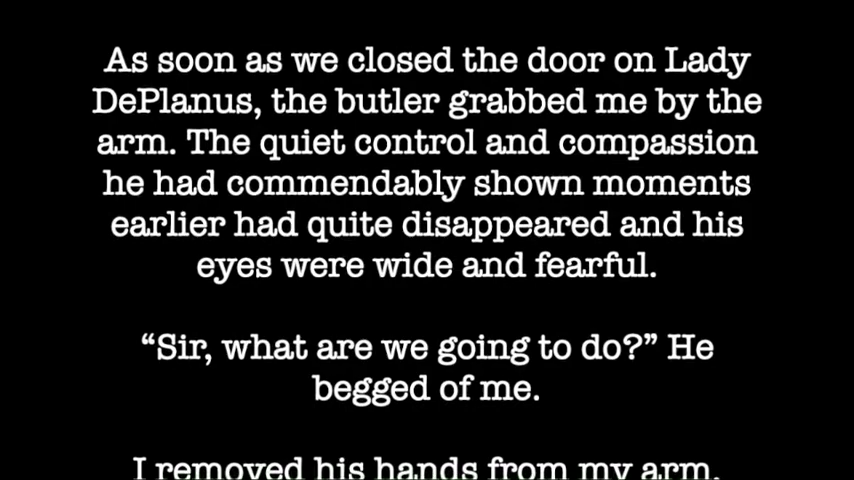 As soon as we closed the door on Lady
DePlanus, the butler grabbed me by the
arm. The quiet control and compassion
he had commendably shown moments
earlier had quite disappeared and his
eyes were wide and fearful.
“Sir, what are we going to do?” He
begged of me.
I removed his hands from my arm.